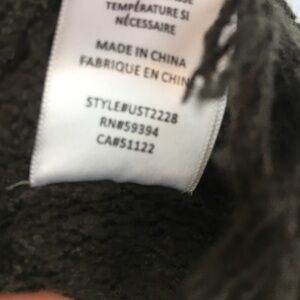 TEMPÉRATURE SI
NÉCESSAIRE
MADE IN CHINA
FABRIQUE EN CHIN
STYLE#UST2228
RN#59394
CA#51122